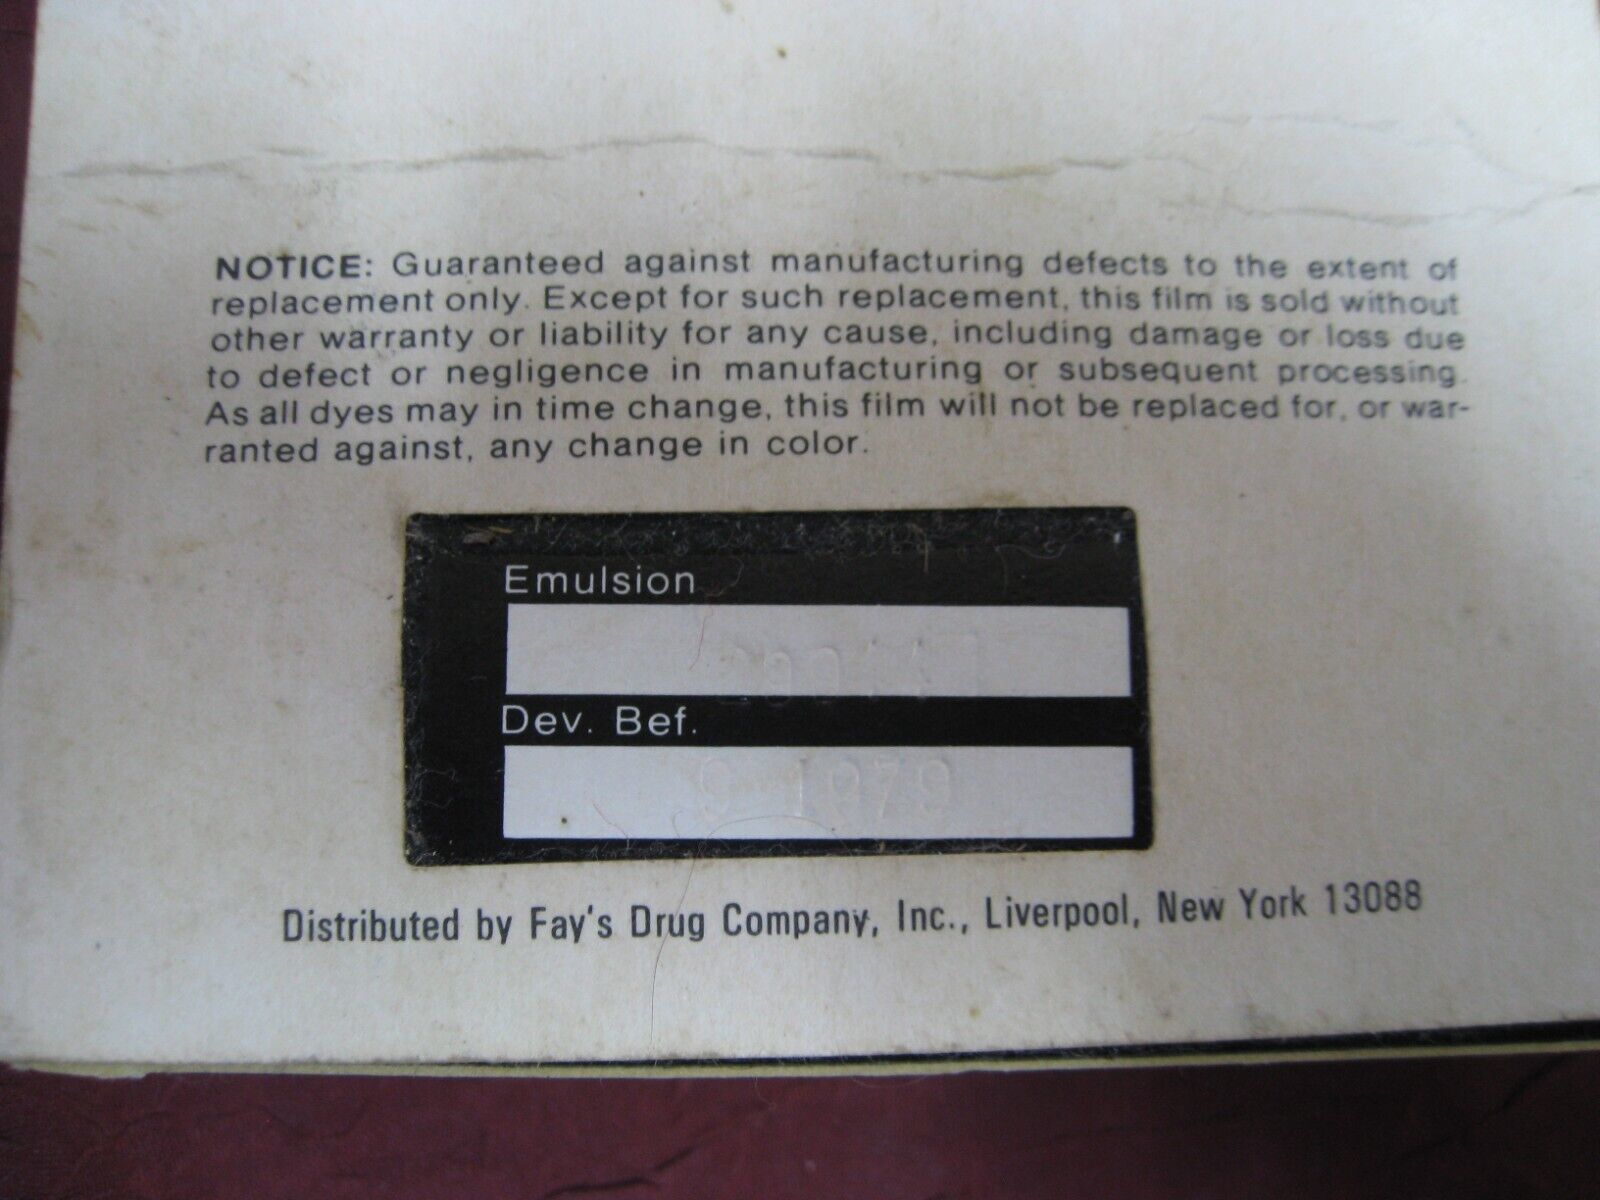 NOTICE: Guaranteed against manufacturing defects to the extent of
replacement only. Except for such replacement, this film is sold without
other warranty or liability for any cause, including damage or loss due
to defect or negligence in manufacturing or subsequent processing.
As all dyes may in time change, this film will not be replaced for, or war-
ranted against, any change in color.
Emulsion
Dev. Bef.
9 1979
Distributed by Fay's Drug Company, Inc., Liverpool, New York 13088